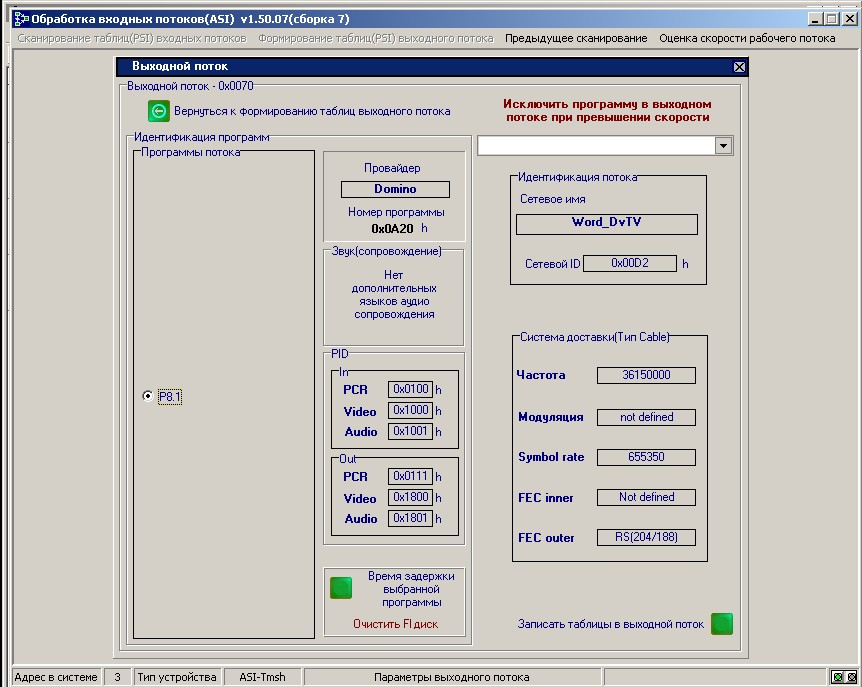 Обработка входных потоков(ASI) v1.50.07(сборка 7)
Сканирование таблиц(PSI) входных потоков Формирование таблиц(PSI) выходного потока Предыдущее сканирование Оценка скорости рабочего потока
Выходной поток
Выходной поток - 0x0070
Вернуться к формированию таблиц выходного потока
Исключить программу в выходном
потоке при превышении скорости
Идентификация программ
Программы потока
P8.1
Провайдер
Domino
Номер программы
0x0A20 h
Звук(сопровождение)
Нет
дополнительных
языков аудио
сопровождения
PID
In
PCR 0x0100 h
Video 0x1000 h
Audio 0x1001 h
Out
PCR 0x0111 h
Video 0x1800 h
Audio 0x1801 h
Время задержки
выбранной
программы
Очистить Fl диск
Идентификация потока
Сетевое имя
Word_DvTV
Сетевой ID 0x00D2 h
Система доставки(Тип Cable)
Частота 36150000
Модуляция not defined
Symbol rate 655350
FEC inner Not defined
FEC outer RS(204/188)
Записать таблицы в выходной поток
Адрес в системе 3 Тип устройства ASI-Tmsh Параметры выходного потока